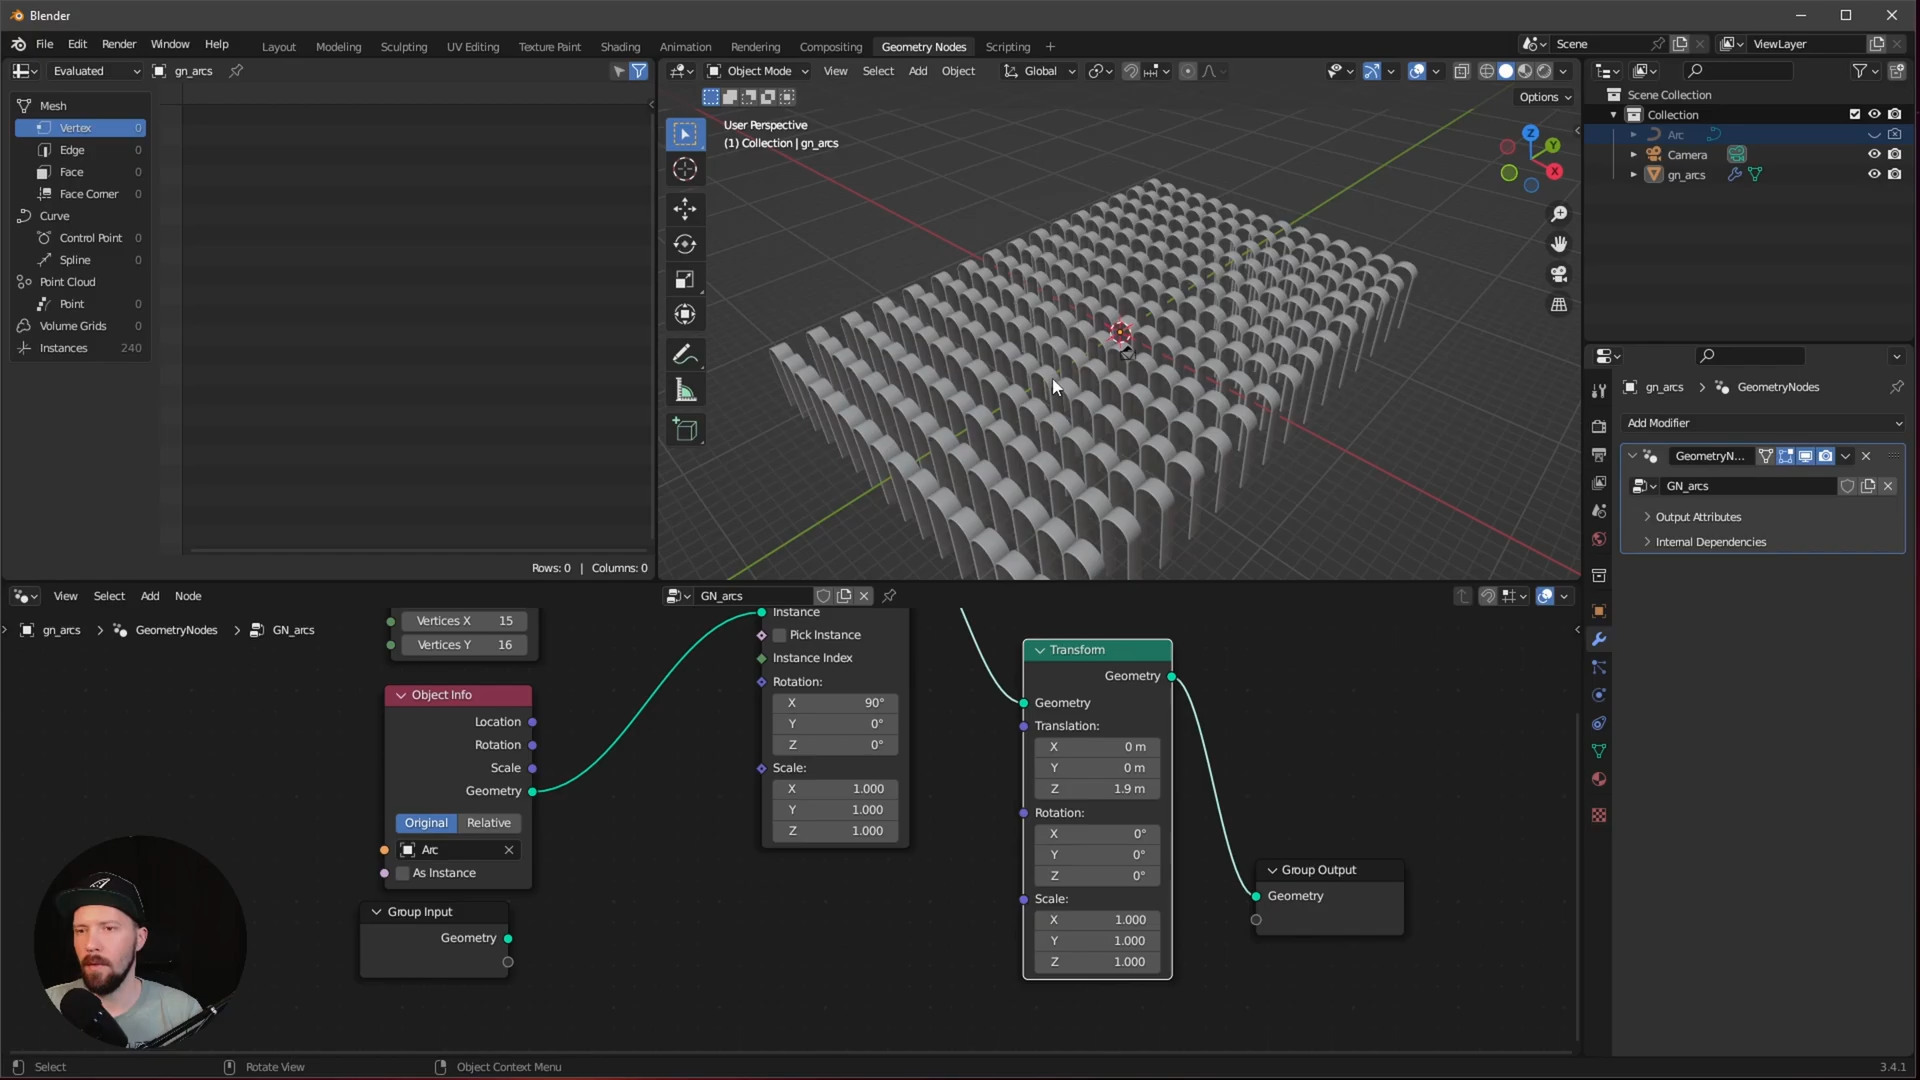 Blender
File Edit Render Window Help
Layout Modeling Sculpting UV Editing Texture Paint Shading Animation Rendering Compositing Geometry Nodes Scripting +
Scene
ViewLayer
Evaluated
gn_arcs
Object Mode View Select Add Object
Global
Options
Mesh
Vertex 0
Edge 0
Face 0
Face Corner 0
Curve
Control Point 0
Spline 0
Point Cloud
Point 0
Volume Grids 0
Instances 240
Rows: 0 | Columns: 0
User Perspective
(1) Collection | gn_arcs
Z
Y
X
Scene Collection
Collection
Arc
Camera
gn_arcs
gn_arcs > GeometryNodes
Add Modifier
GeometryN...
GN_arcs
Output Attributes
Internal Dependencies
View Select Add Node
GN_arcs
gn_arcs > GeometryNodes > GN_arcs
Vertices X 15
Vertices Y 16
Object Info
Location
Rotation
Scale
Geometry
Original Relative
Arc
As Instance
Group Input
Geometry
Instance
Pick Instance
Instance Index
Rotation:
X 90°
Y 0°
Z 0°
Scale:
X 1.000
Y 1.000
Z 1.000
Transform
Geometry
Geometry
Translation:
X 0 m
Y 0 m
Z 1.9 m
Rotation:
X 0°
Y 0°
Z 0°
Scale:
X 1.000
Y 1.000
Z 1.000
Group Output
Geometry
Select
Rotate View
Object Context Menu
3.4.1